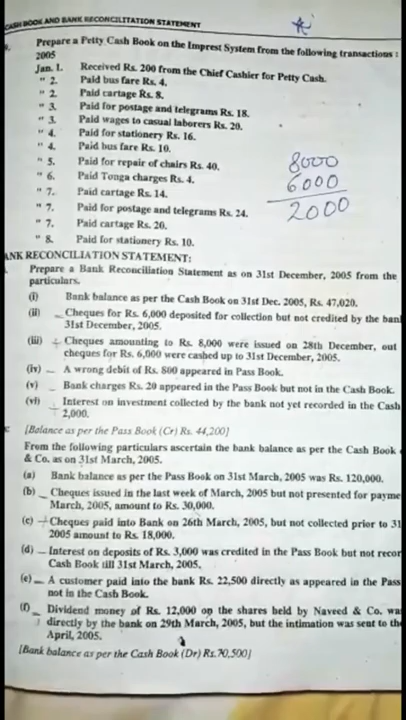 CASH BOOK AND BANK RECONCILITATION STATEMENT
Prepare a Petty Cash Book on the Imprest System from the following transactions :
2005
Jan. 1. Received Rs. 200 from the Chief Cashier for Petty Cash.
" 2. Paid bus fare Rs. 4.
" 2. Paid cartage Rs. 8.
" 3. Paid for postage and telegrams Rs. 18.
" 3. Paid wages to casual laborers Rs. 20.
" 4. Paid for stationery Rs. 16.
" 4. Paid bus fare Rs. 10.
" 5. Paid for repair of chairs Rs. 40.
" 6. Paid Tonga charges Rs. 4.
" 7. Paid cartage Rs. 14.
" 7. Paid for postage and telegrams Rs. 24.
" 7. Paid cartage Rs. 20.
" 8. Paid for stationery Rs. 10.
8000
6000
2000
ANK RECONCILIATION STATEMENT:
Prepare a Bank Reconciliation Statement as on 31st December, 2005 from the
particulars.
(i) Bank balance as per the Cash Book on 31st Dec. 2005, Rs. 47,020.
(ii) _ Cheques for Rs. 6,000 deposited for collection but not credited by the ban
31st December, 2005.
(iii) + Cheques amounting to Rs. 8,000 were issued on 28th December, out
cheques for Rs. 6,000 were cashed up to 31st December, 2005.
(iv) — A wrong debit of Rs. 800 appeared in Pass Book.
(v) _ Bank charges Rs. 20 appeared in the Pass Book but not in the Cash Book.
(vi) _ Interest on investment collected by the bank not yet recorded in the Cash
2,000.
[Balance as per the Pass Book (Cr) Rs. 44,200]
From the following particulars ascertain the bank balance as per the Cash Book
& Co. as on 31st March, 2005.
(a) Bank balance as per the Pass Book on 31st March, 2005 was Rs. 120,000.
(b) _ Cheques issued in the last week of March, 2005 but not presented for payme
March, 2005, amount to Rs. 30,000.
(c) + Cheques paid into Bank on 26th March, 2005, but not collected prior to 31
2005 amount to Rs. 18,000.
(d) — Interest on deposits of Rs. 3,000 was credited in the Pass Book but not recor
Cash Book till 31st March, 2005.
(e) — A customer paid into the bank Rs. 22,500 directly as appeared in the Pass
not in the Cash Book.
(f) _ Dividend money of Rs. 12,000 on the shares held by Naveed & Co. wa
directly by the bank on 29th March, 2005, but the intimation was sent to the
April, 2005.
[Bank balance as per the Cash Book (Dr) Rs.70,500]